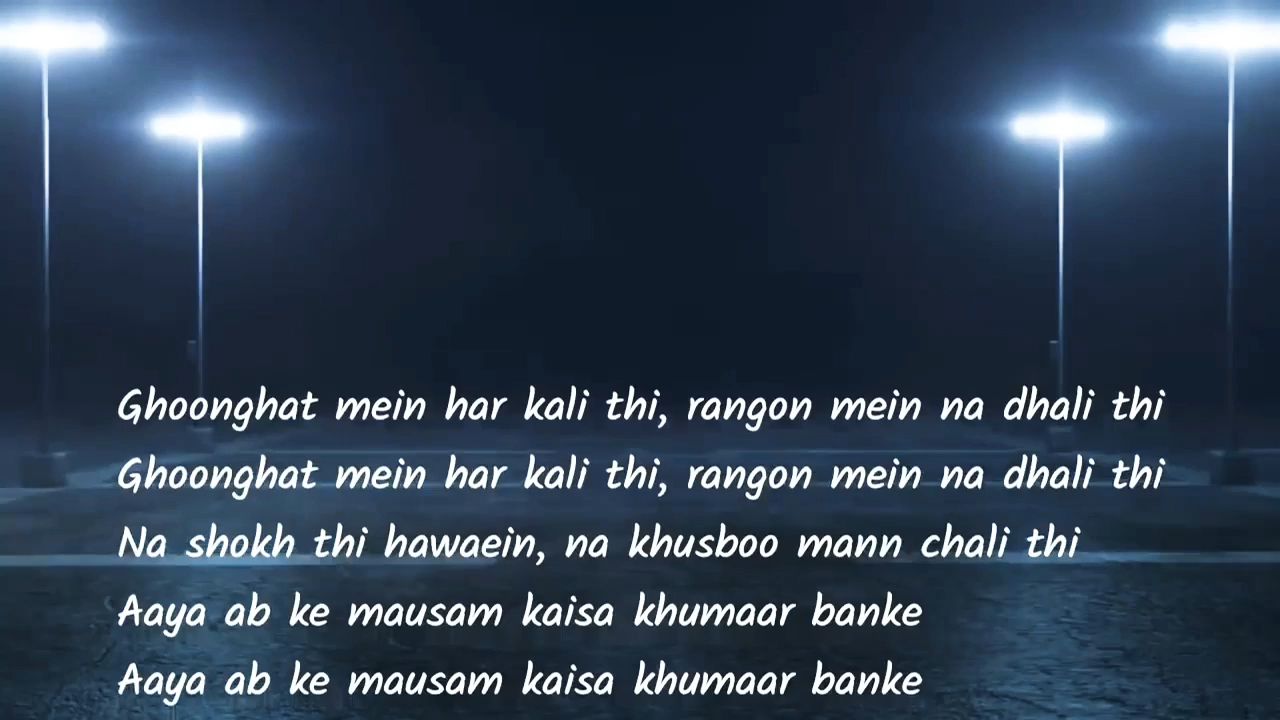 Ghoonghat mein har kali thi, rangon mein na dhali thi
Ghoonghat mein har kali thi, rangon mein na dhali thi
Na shokh thi hawaein, na khusboo mann chali thi
Aaya ab ke mausam kaisa khumaar banke
Aaya ab ke mausam kaisa khumaar banke